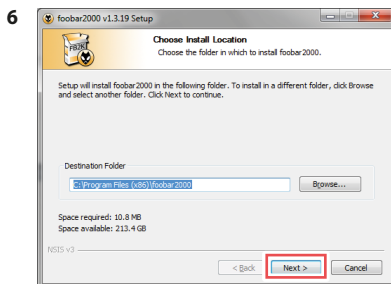 6
foobar2000 v1.3.19 Setup
Choose Install Location
Choose the folder in which to install foobar2000.
Setup will install foobar2000 in the following folder. To install in a different folder, click Browse
and select another folder. Click Next to continue.
Destination Folder
C:\Program Files (x86)\foobar2000
Browse...
Space required: 10.8 MB
Space available: 213.4 GB
NSIS v3
< Back Next > Cancel